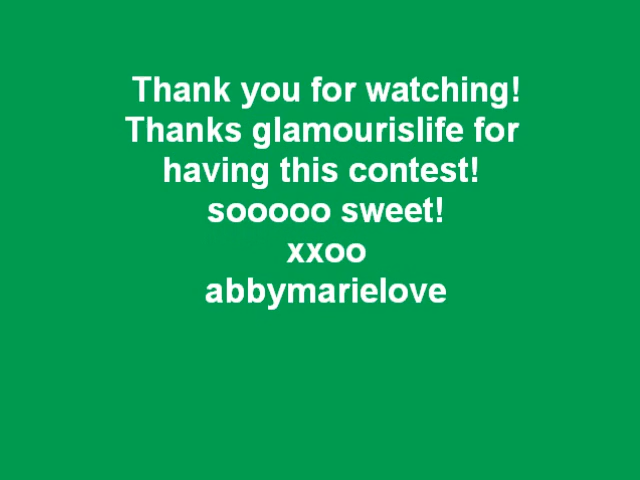 Thank you for watching!
Thanks glamourislife for
having this contest!
sooooo sweet!
xxoo
abbymarielove